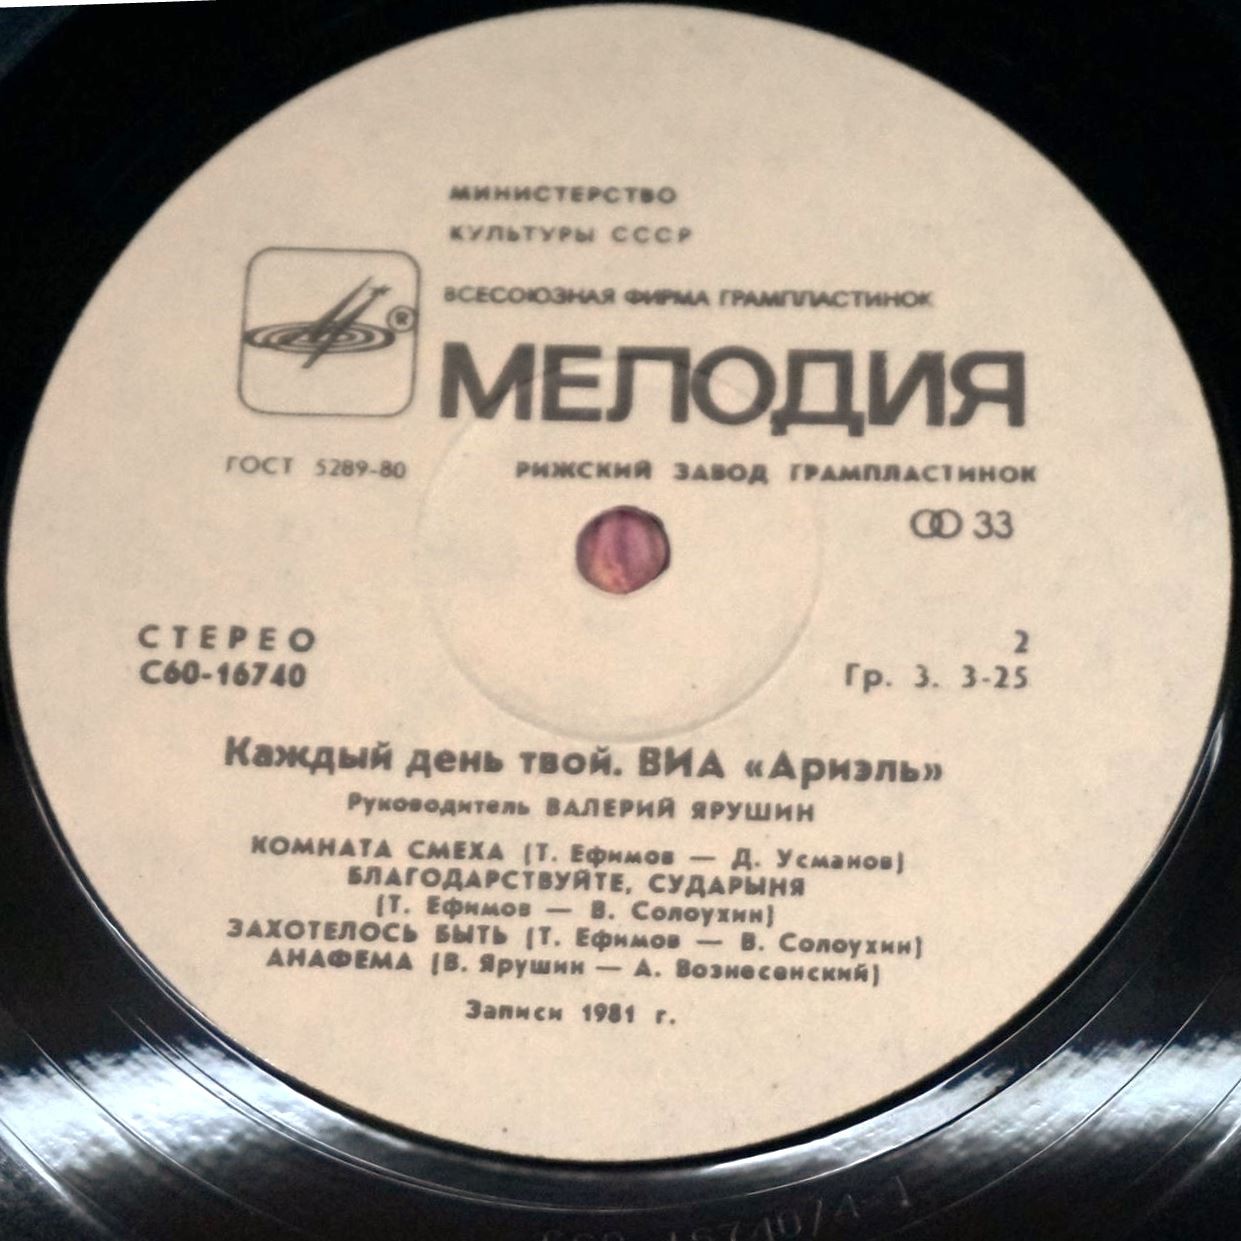 МИНИСТЕРСТВО
КУЛЬТУРЫ СССР
ВСЕСОЮЗНАЯ ФИРМА ГРАМПЛАСТИНОК
МЕЛОДИЯ
®
ГОСТ 5289-80 РИЖСКИЙ ЗАВОД ГРАМПЛАСТИНОК
33
СТЕРЕО 2
С60-16740 Гр. 3. 3-25
Каждый день твой. ВИА «Ариэль»
Руководитель ВАЛЕРИЙ ЯРУШИН
КОМНАТА СМЕХА (Т. Ефимов — Д. Усманов)
БЛАГОДАРСТВУЙТЕ, СУДАРЫНЯ
(Т. Ефимов — В. Солоухин)
ЗАХОТЕЛОСЬ БЫТЬ (Т. Ефимов — В. Солоухин)
АНАФЕМА (В. Ярушин — А. Вознесенский)
Записи 1981 г.